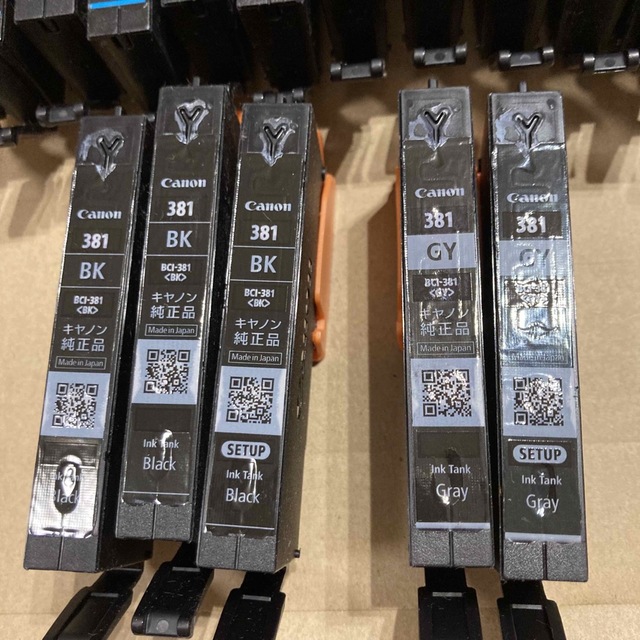 Canon
381
BK
BCI-381
<BK>
キヤノン
純正品
Made in Japan
Canon
381
BK
BCI-381
<BK>
キヤノン
純正品
Made in Japan
Ink Tank
Black
Canon
381
BK
BCI-381
<BK>
キヤノン
純正品
Made in Japan
SETUP
Ink Tank
Black
Canon
381
GY
BCI-381
<GY>
キヤノン
純正品
Made in Japan
Ink Tank
Gray
Canon
381
GY
SETUP
Ink Tank
Gray